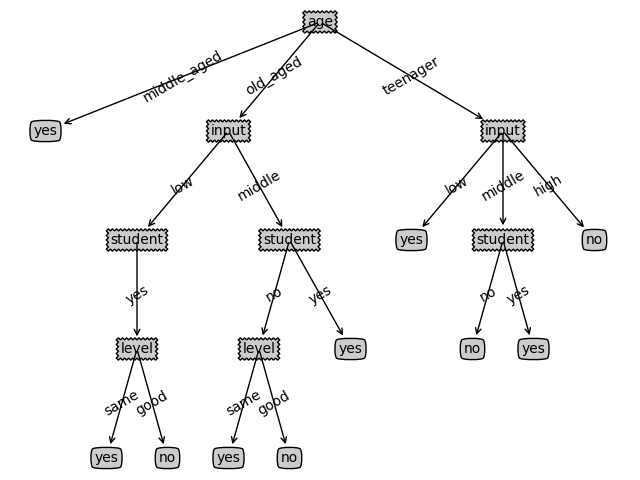 age
middle_aged
old_aged
teenager
yes
input
input
low
middle
low
middle
high
student
student
yes
student
no
yes
no
yes
no
yes
level
level
yes
no
yes
same
good
same
good
yes
no
yes
no